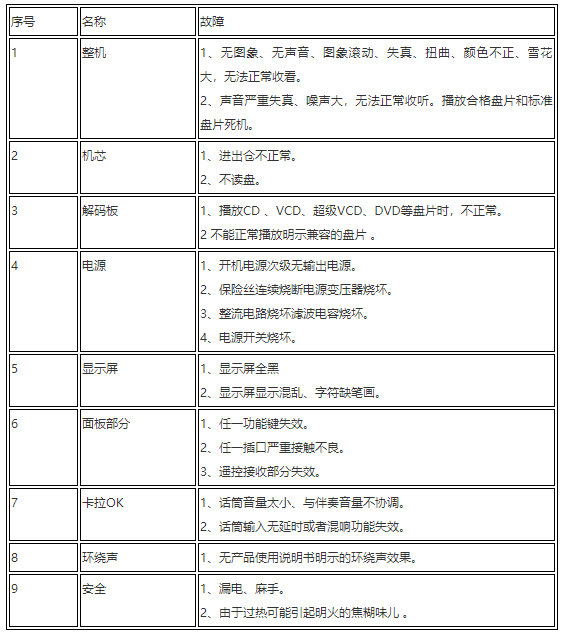 序号 名称 故障
1 整机 1、无图象、无声音、图象滚动、失真、扭曲、颜色不正、雪花
大，无法正常收看。
2、声音严重失真、噪声大，无法正常收听。播放合格盘片和标准
盘片死机。
2 机芯 1、进出仓不正常。
2、不读盘。
3 解码板 1、播放CD 、VCD、超级VCD、DVD等盘片时，不正常。
2 不能正常播放明示兼容的盘片 。
4 电源 1、开机电源次级无输出电源。
2、保险丝连续烧断电源变压器烧坏。
3、整流电路烧坏滤波电容烧坏。
4、电源开关烧坏。
5 显示屏 1、显示屏全黑
2、显示屏显示混乱、字符缺笔画。
6 面板部分 1、任一功能键失效。
2、任一插口严重接触不良。
3、遥控接收部分失效。
7 卡拉OK 1、话筒音量太小、与伴奏音量不协调。
2、话筒输入无延时或者混响功能失效。
8 环绕声 1、无产品使用说明书明示的环绕声效果。
9 安全 1、漏电、麻手。
2、由于过热可能引起明火的焦糊味儿 。